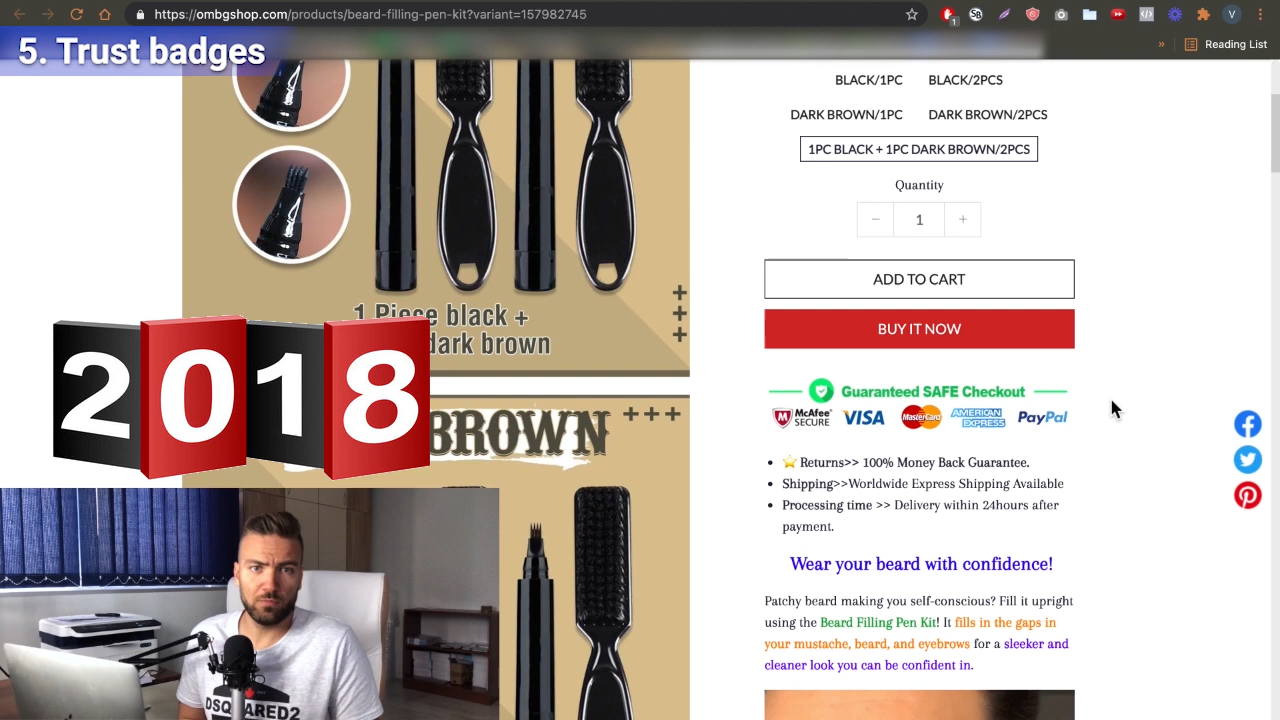 https://ombgshop.com/products/beard-filling-pen-kit?variant=157982745
1
SB
V
5. Trust badges
»
Reading List
BLACK/1PC
BLACK/2PCS
DARK BROWN/1PC
DARK BROWN/2PCS
1PC BLACK + 1PC DARK BROWN/2PCS
Quantity
− 1 +
ADD TO CART
BUY IT NOW
1 Piece black +
dark brown
+++
BROWN
2018
Guaranteed SAFE Checkout
McAfee SECURE
VISA
MasterCard
AMERICAN EXPRESS
PayPal
• ⭐ Returns>> 100% Money Back Guarantee.
• Shipping>>Worldwide Express Shipping Available
• Processing time >> Delivery within 24hours after
payment.
Wear your beard with confidence!
Patchy beard making you self-conscious? Fill it upright
using the Beard Filling Pen Kit! It fills in the gaps in
your mustache, beard, and eyebrows for a sleeker and
cleaner look you can be confident in.